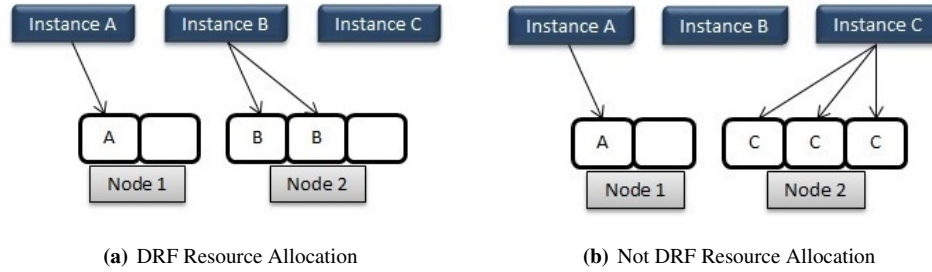 Instance A Instance B Instance C
A B B
Node 1 Node 2
(a) DRF Resource Allocation
Instance A Instance B Instance C
A C C C
Node 1 Node 2
(b) Not DRF Resource Allocation